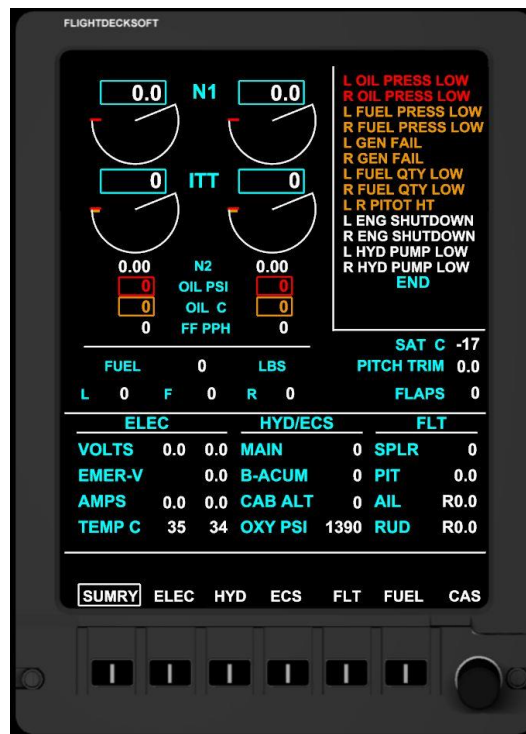 FLIGHTDECKSOFT
0.0 N1 0.0
0 ITT 0
0.00 N2 0.00
0 OIL PSI 0
0 OIL C 0
0 FF PPH 0
L OIL PRESS LOW
R OIL PRESS LOW
L FUEL PRESS LOW
R FUEL PRESS LOW
L GEN FAIL
R GEN FAIL
L FUEL QTY LOW
R FUEL QTY LOW
L R PITOT HT
L ENG SHUTDOWN
R ENG SHUTDOWN
L HYD PUMP LOW
R HYD PUMP LOW
END
FUEL 0 LBS
L 0 F 0 R 0
SAT C -17
PITCH TRIM 0.0
FLAPS 0
ELEC HYD/ECS FLT
VOLTS 0.0 0.0 MAIN 0 SPLR 0
EMER-V 0.0 B-ACUM 0 PIT 0.0
AMPS 0.0 0.0 CAB ALT 0 AIL R0.0
TEMP C 35 34 OXY PSI 1390 RUD R0.0
SUMRY ELEC HYD ECS FLT FUEL CAS